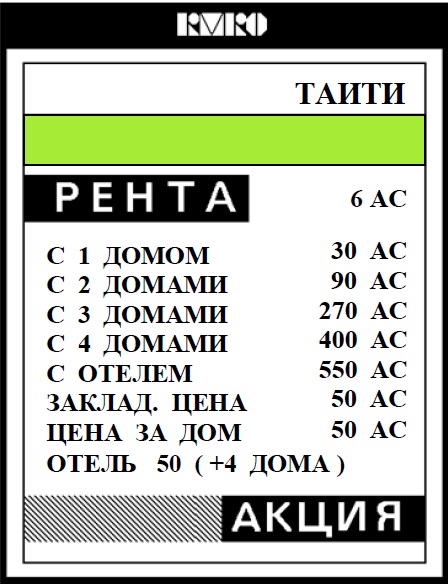 RMRO
ТАИТИ
РЕНТА 6 АС
С 1 ДОМОМ 30 АС
С 2 ДОМАМИ 90 АС
С 3 ДОМАМИ 270 АС
С 4 ДОМАМИ 400 АС
С ОТЕЛЕМ 550 АС
ЗАКЛАД. ЦЕНА 50 АС
ЦЕНА ЗА ДОМ 50 АС
ОТЕЛЬ 50 ( +4 ДОМА )
АКЦИЯ